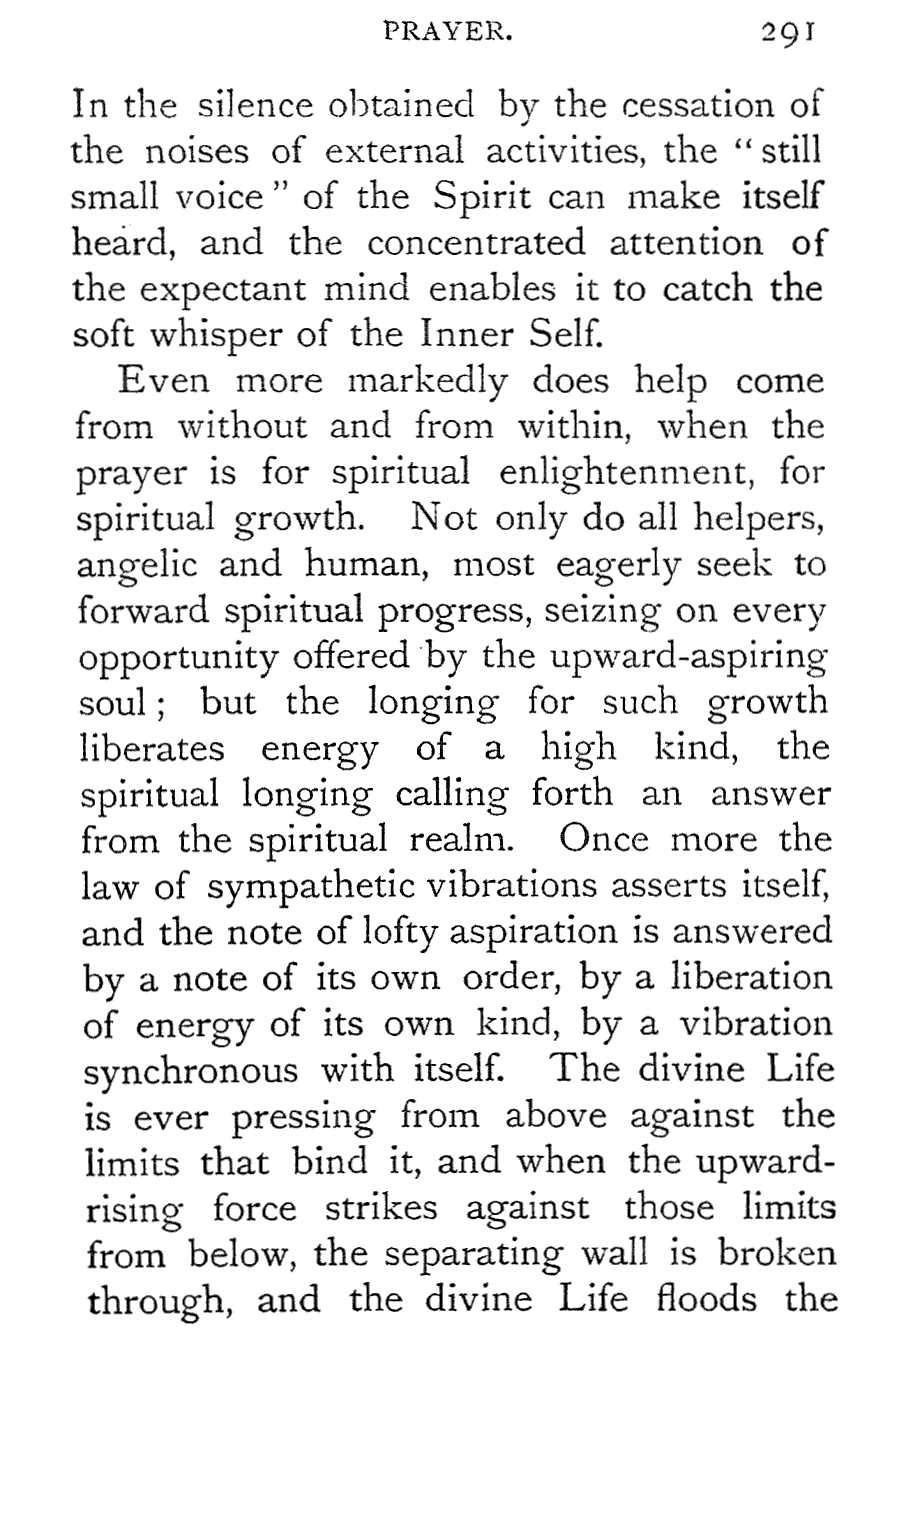 PRAYER. 291
In the silence obtained by the cessation of
the noises of external activities, the “ still
small voice ” of the Spirit can make itself
heard, and the concentrated attention of
the expectant mind enables it to catch the
soft whisper of the Inner Self.
Even more markedly does help come
from without and from within, when the
prayer is for spiritual enlightenment, for
spiritual growth. Not only do all helpers,
angelic and human, most eagerly seek to
forward spiritual progress, seizing on every
opportunity offered by the upward-aspiring
soul ; but the longing for such growth
liberates energy of a high kind, the
spiritual longing calling forth an answer
from the spiritual realm. Once more the
law of sympathetic vibrations asserts itself,
and the note of lofty aspiration is answered
by a note of its own order, by a liberation
of energy of its own kind, by a vibration
synchronous with itself. The divine Life
is ever pressing from above against the
limits that bind it, and when the upward-
rising force strikes against those limits
from below, the separating wall is broken
through, and the divine Life floods the